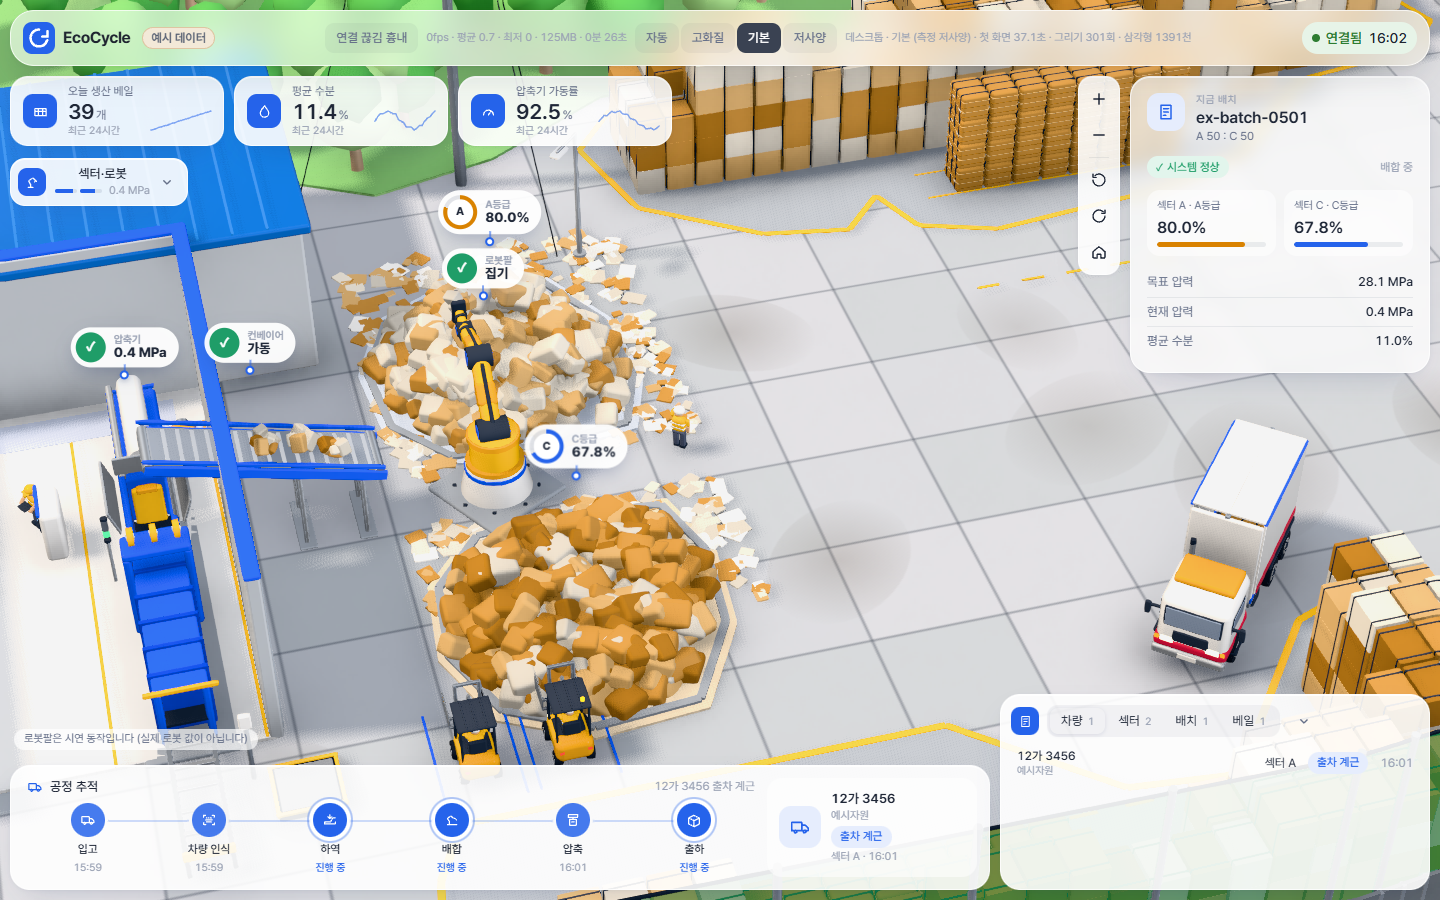 EcoCycle
예시 데이터
연결 끊김 흉내
0fps · 평균 0.7 · 최저 0 · 125MB · 0분 26초
자동
고화질
기본
저사양
데스크톱 · 기본 (측정 저사양) · 첫 화면 37.1초 · 그리기 301회 · 삼각형 1391천
연결됨 16:02
오늘 생산 베일
39개
최근 24시간
평균 수분
11.4%
최근 24시간
압축기 가동률
92.5%
최근 24시간
섹터·로봇
0.4 MPa
지금 배치
ex-batch-0501
A 50 : C 50
✓ 시스템 정상
배합 중
섹터 A · A등급
80.0%
섹터 C · C등급
67.8%
목표 압력
28.1 MPa
현재 압력
0.4 MPa
평균 수분
11.0%
A
A등급
80.0%
로봇팔
집기
압축기
0.4 MPa
컨베이어
가동
C
C등급
67.8%
로봇팔은 시연 동작입니다 (실제 로봇 값이 아닙니다)
공정 추적
12가 3456 출차 계근
입고
15:59
차량 인식
15:59
하역
진행 중
배합
진행 중
압축
16:01
출하
진행 중
12가 3456
예시자원
출차 계근
섹터 A · 16:01
차량 1
섹터 2
배치 1
베일 1
12가 3456
예시자원
섹터 A
출차 계근
16:01